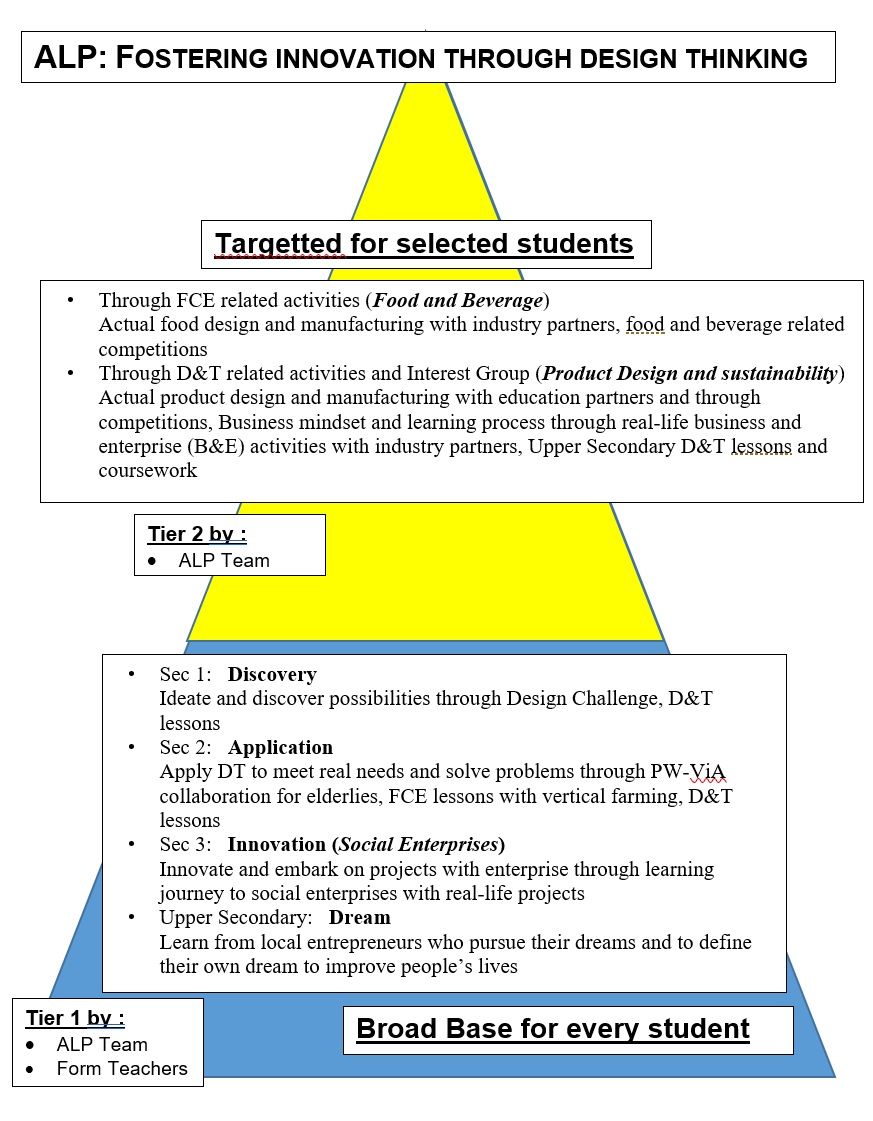 ALP: FOSTERING INNOVATION THROUGH DESIGN THINKING
Targetted for selected students
• Through FCE related activities (Food and Beverage)
Actual food design and manufacturing with industry partners, food and beverage related
competitions
• Through D&T related activities and Interest Group (Product Design and sustainability)
Actual product design and manufacturing with education partners and through
competitions, Business mindset and learning process through real-life business and
enterprise (B&E) activities with industry partners, Upper Secondary D&T lessons and
coursework
Tier 2 by :
• ALP Team
• Sec 1: Discovery
Ideate and discover possibilities through Design Challenge, D&T
lessons
• Sec 2: Application
Apply DT to meet real needs and solve problems through PW-ViA
collaboration for elderlies, FCE lessons with vertical farming, D&T
lessons
• Sec 3: Innovation (Social Enterprises)
Innovate and embark on projects with enterprise through learning
journey to social enterprises with real-life projects
• Upper Secondary: Dream
Learn from local entrepreneurs who pursue their dreams and to define
their own dream to improve people’s lives
Tier 1 by :
• ALP Team
• Form Teachers
Broad Base for every student